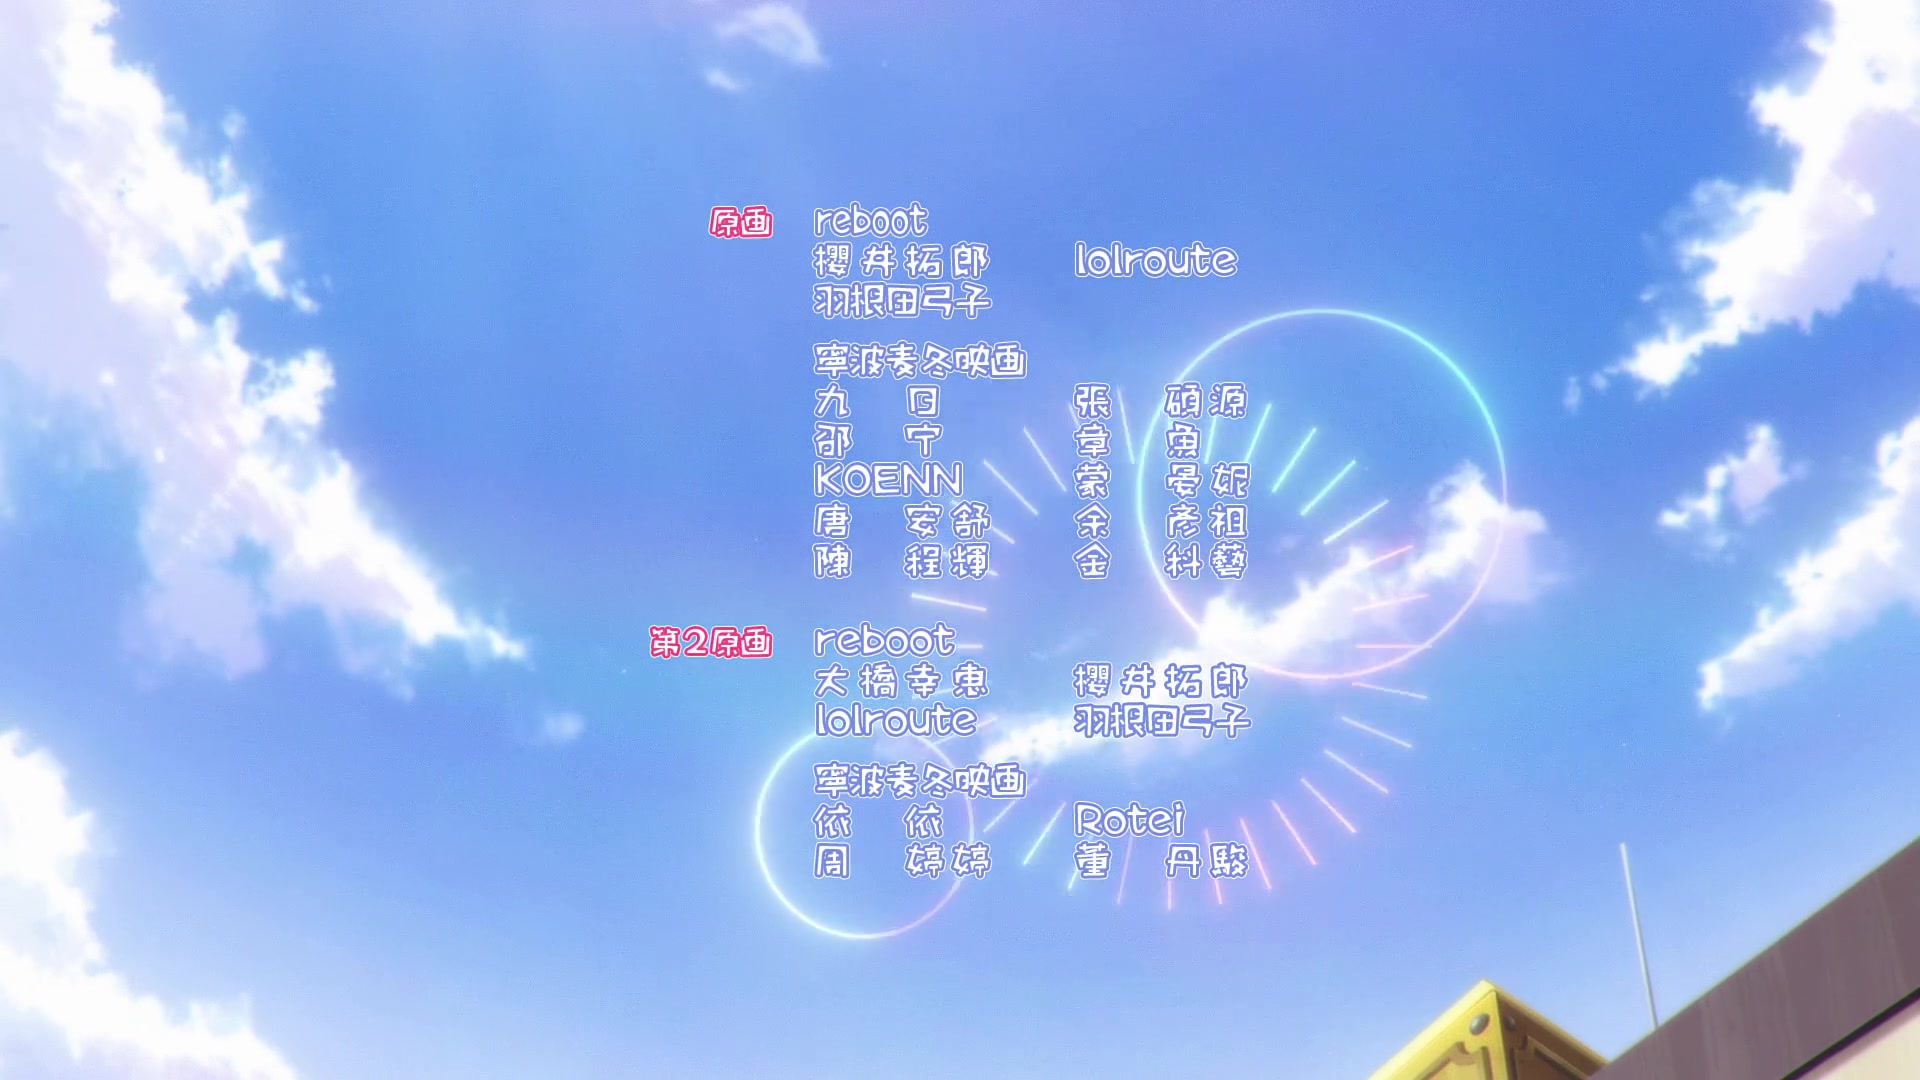 原画 reboot
櫻井拓郎 lolroute
羽根田弓子
寧波麦冬映画
九 囧 張 碩源
邵 宁 章 魚
KOENN 蒙 晏妮
唐 安舒 余 彦祖
陳 程輝 金 科藝
第2原画 reboot
大橋幸恵 櫻井拓郎
lolroute 羽根田弓子
寧波麦冬映画
依 依 Rotei
周 婷婷 董 丹駿